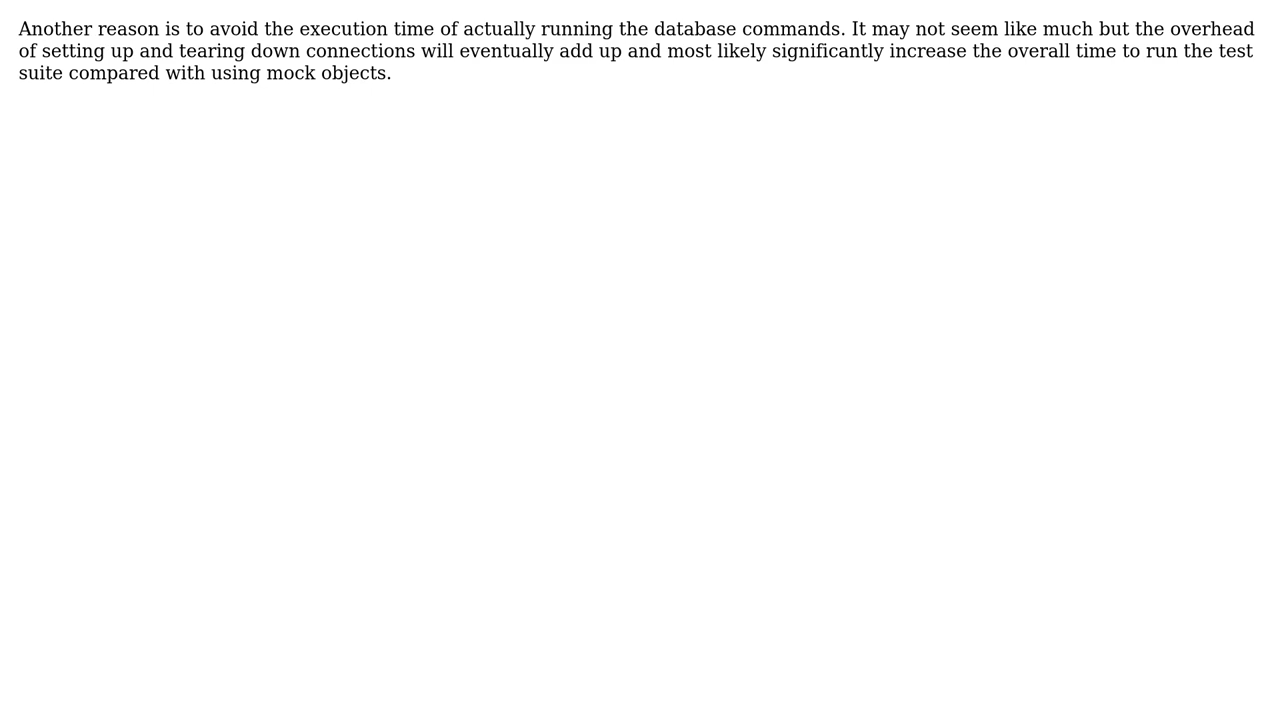 Another reason is to avoid the execution time of actually running the database commands. It may not seem like much but the overhead
of setting up and tearing down connections will eventually add up and most likely significantly increase the overall time to run the test
suite compared with using mock objects.